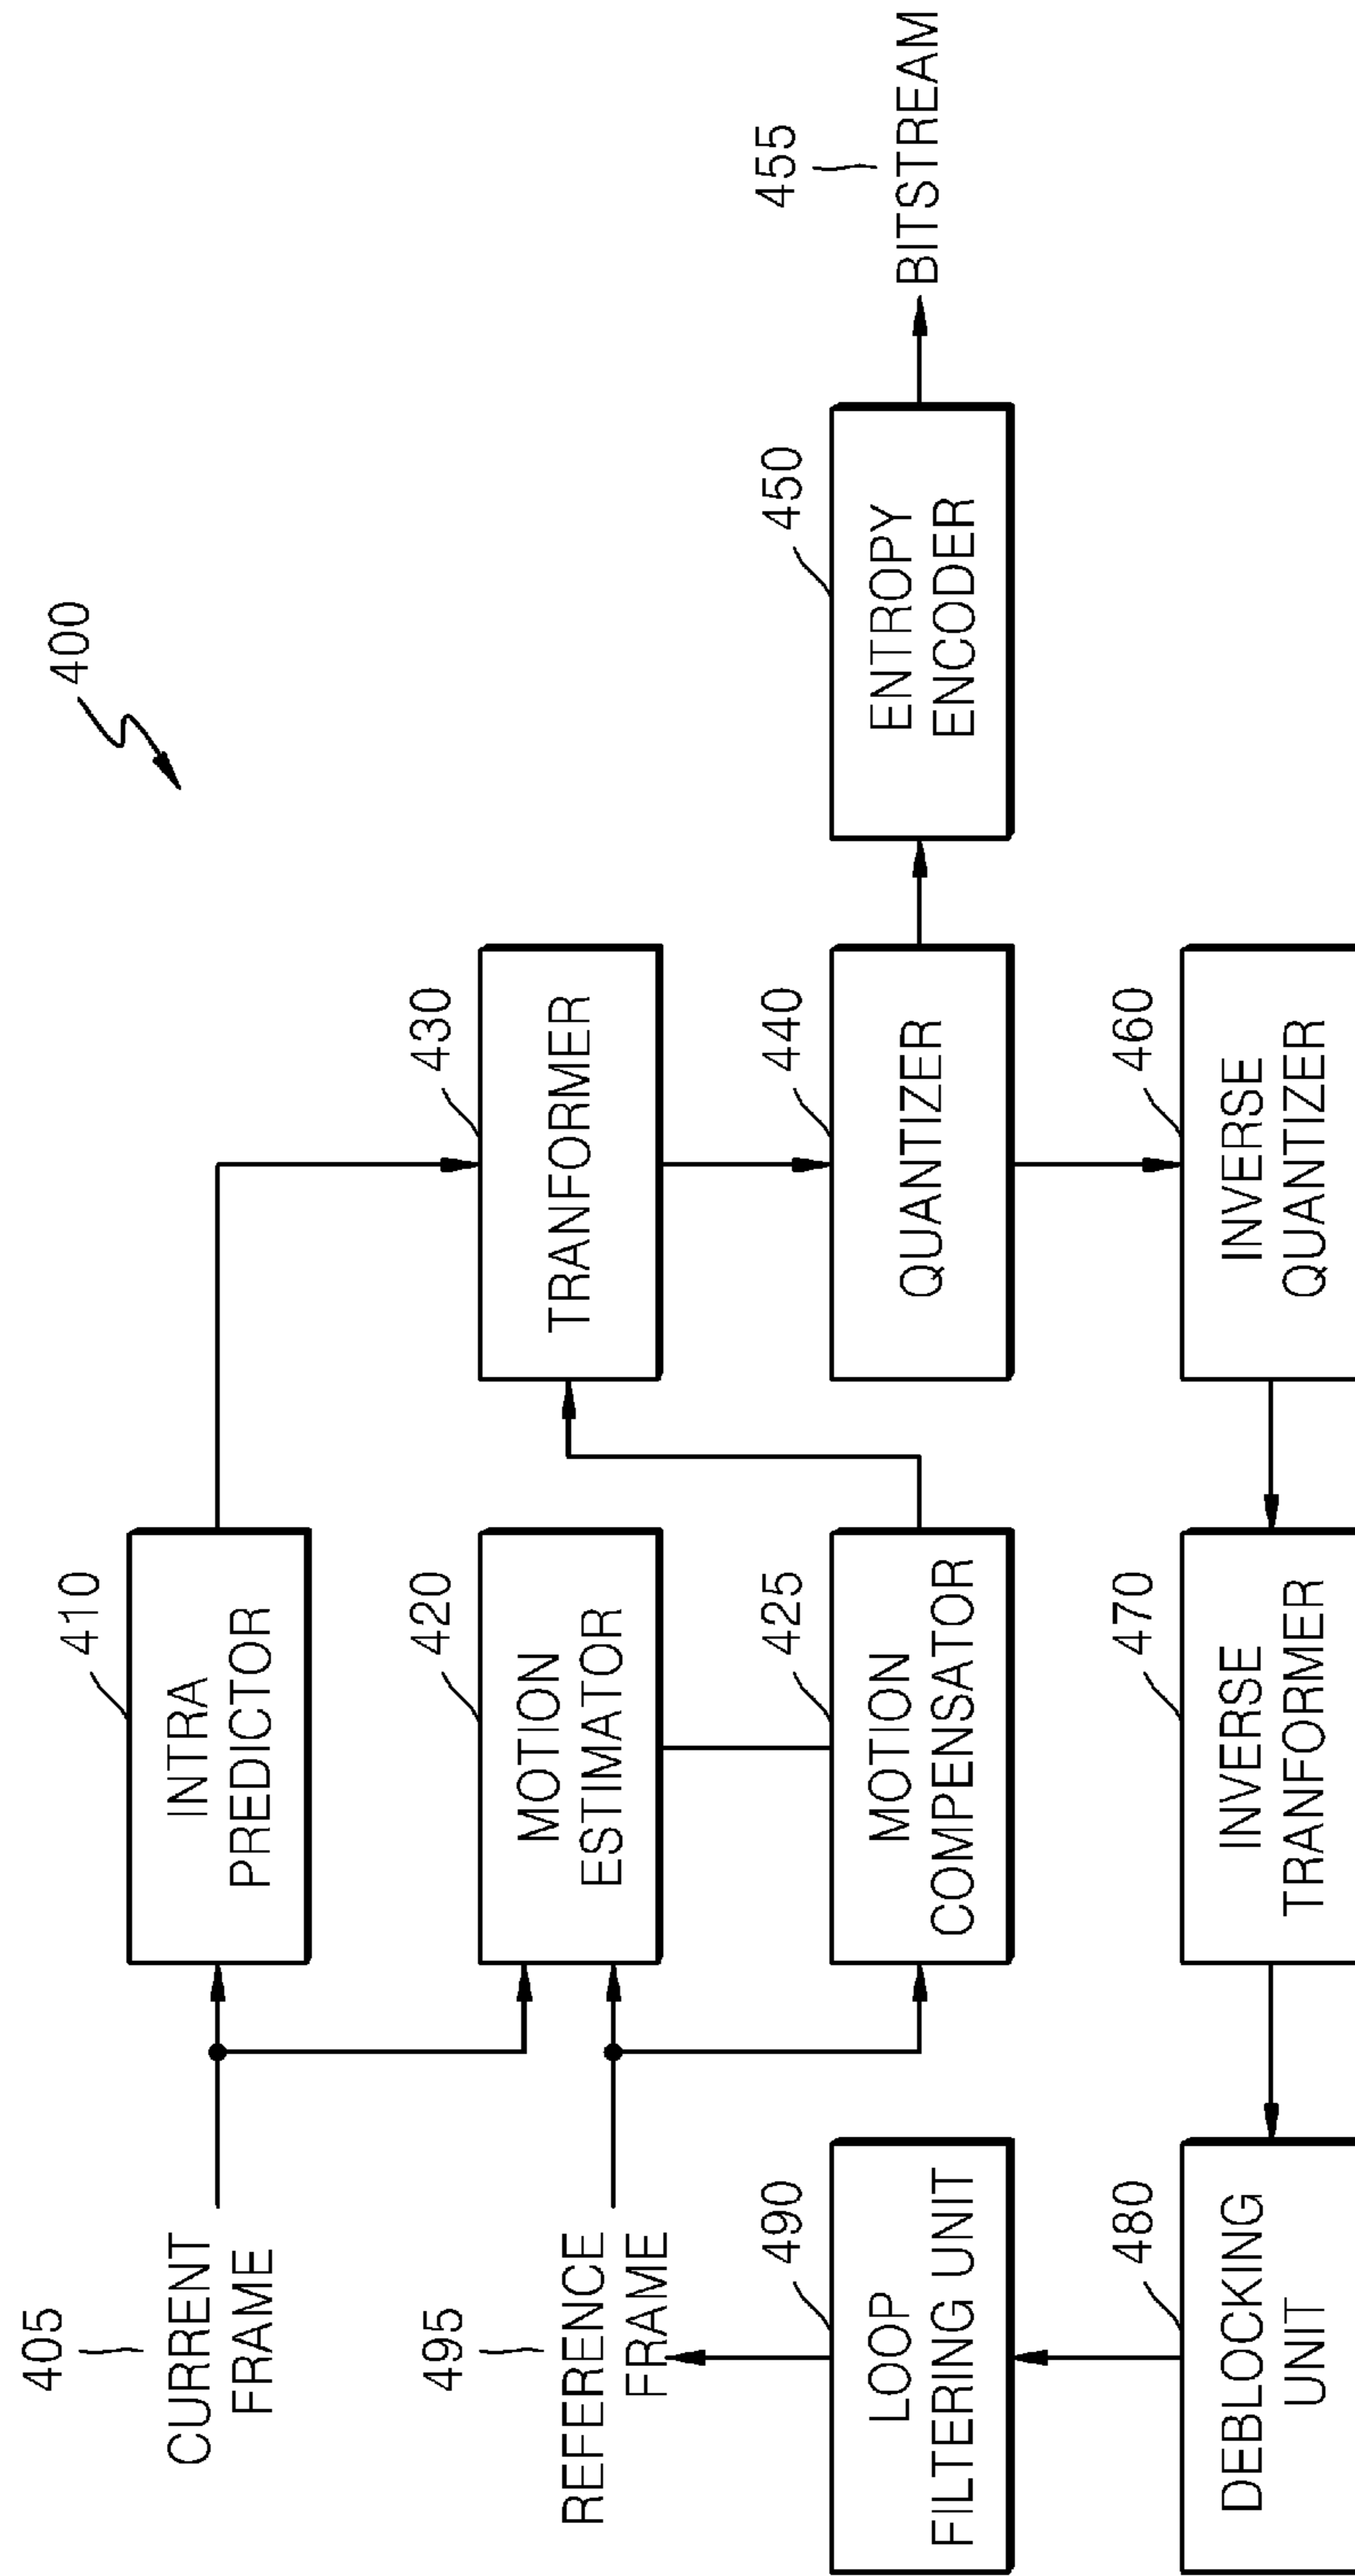 400
405
CURRENT
FRAME
410
INTRA
PREDICTOR
495
REFERENCE
FRAME
420
MOTION
ESTIMATOR
430
TRANFORMER
490
LOOP
FILTERING UNIT
425
MOTION
COMPENSATOR
440
QUANTIZER
450
ENTROPY
ENCODER
455
BITSTREAM
480
DEBLOCKING
UNIT
470
INVERSE
TRANFORMER
460
INVERSE
QUANTIZER